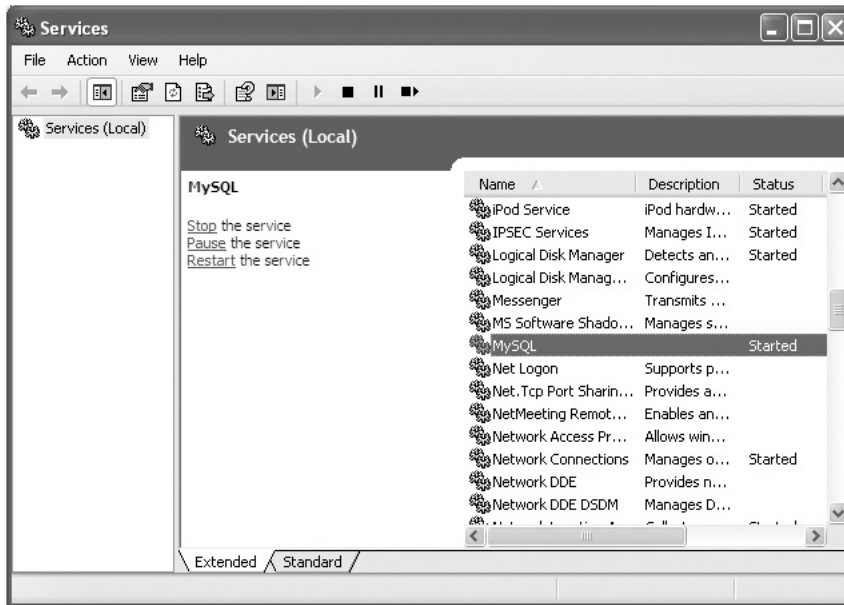 Services
File Action View Help
Services (Local)
Services (Local)
MySQL
Stop the service
Pause the service
Restart the service
Name Description Status
iPod Service iPod hardw... Started
IPSEC Services Manages I... Started
Logical Disk Manager Detects an... Started
Logical Disk Manag... Configures...
Messenger Transmits ...
MS Software Shado... Manages s...
MySQL Started
Net Logon Supports p...
Net.Tcp Port Sharin... Provides a...
NetMeeting Remot... Enables an...
Network Access Pr... Allows win...
Network Connections Manages o... Started
Network DDE Provides n...
Network DDE DSDM Manages D...
Extended Standard